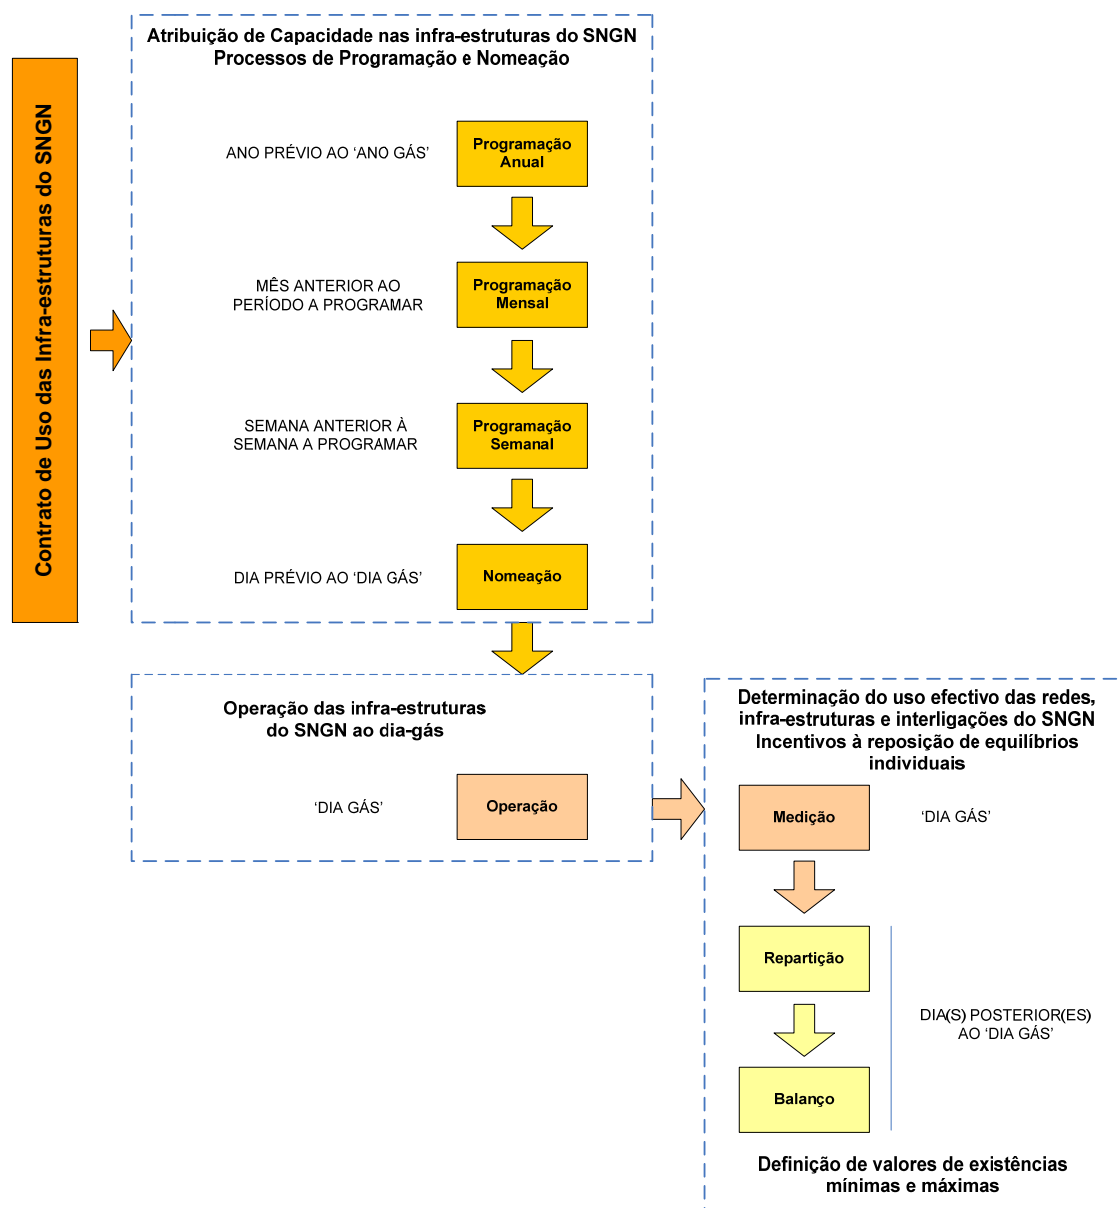 Contrato de Uso das Infra-estruturas do SNGN
Atribuição de Capacidade nas infra-estruturas do SNGN
Processos de Programação e Nomeação
ANO PRÉVIO AO ‘ANO GÁS’
Programação
Anual
MÊS ANTERIOR AO
PERÍODO A PROGRAMAR
Programação
Mensal
SEMANA ANTERIOR À
SEMANA A PROGRAMAR
Programação
Semanal
DIA PRÉVIO AO ‘DIA GÁS’
Nomeação
Operação das infra-estruturas
do SNGN ao dia-gás
‘DIA GÁS’
Operação
Determinação do uso efectivo das redes,
infra-estruturas e interligações do SNGN
Incentivos à reposição de equilíbrios
individuais
Medição
‘DIA GÁS’
Repartição
DIA(S) POSTERIOR(ES)
AO ‘DIA GÁS’
Balanço
Definição de valores de existências
mínimas e máximas